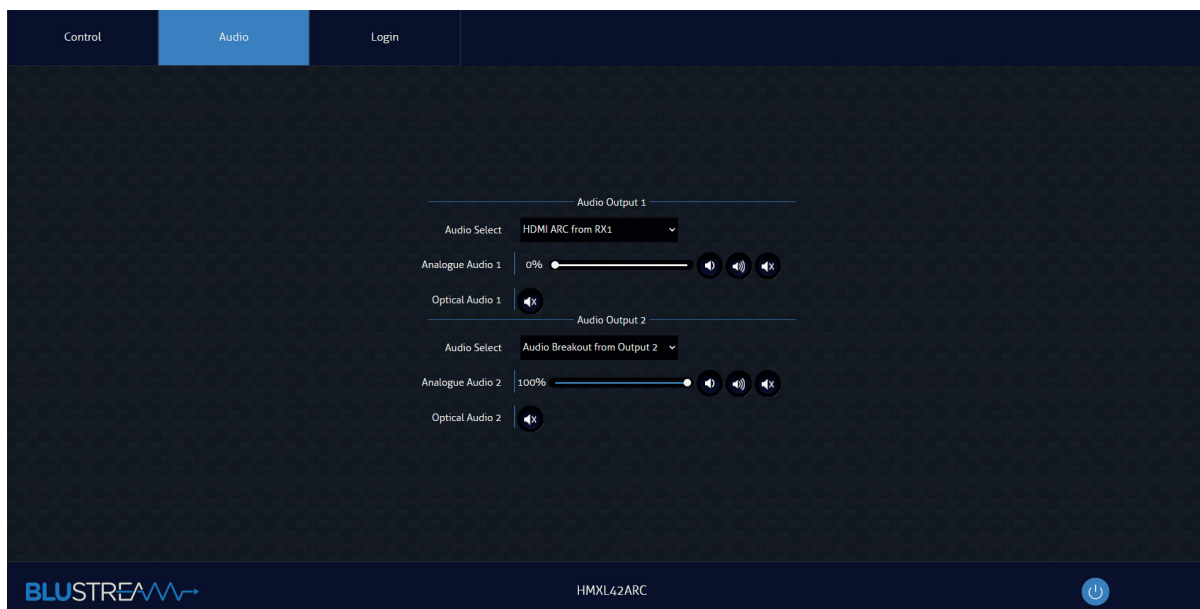 Control Audio Login
Audio Output 1
Audio Select HDMI ARC from RX1
Analogue Audio 1 0%
Optical Audio 1
Audio Output 2
Audio Select Audio Breakout from Output 2
Analogue Audio 2 100%
Optical Audio 2
BLUSTREAM HMXL42ARC